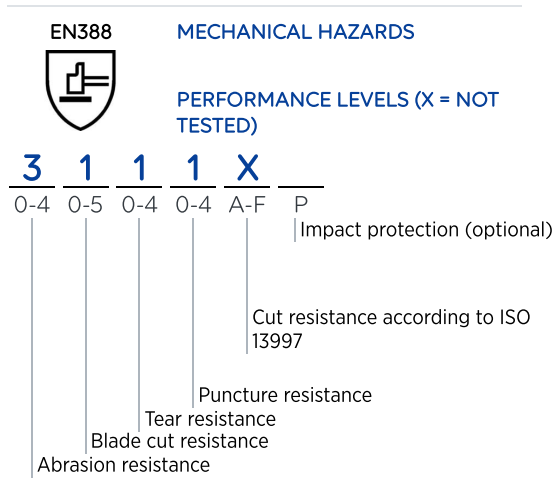 EN388
MECHANICAL HAZARDS
PERFORMANCE LEVELS (X = NOT
TESTED)
3 1 1 1 X
0-4 0-5 0-4 0-4 A-F P
Impact protection (optional)
Cut resistance according to ISO
13997
Puncture resistance
Tear resistance
Blade cut resistance
Abrasion resistance